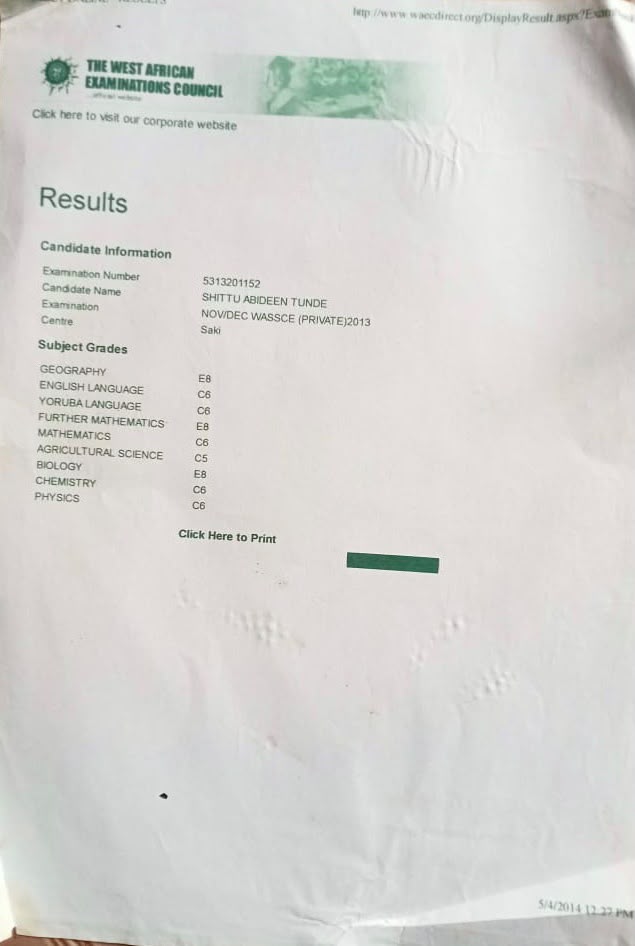 RESULTS
http://www.waecdirect.org/DisplayResult.aspx?Exam
THE WEST AFRICAN
EXAMINATIONS COUNCIL
Click here to visit our corporate website
Results
Candidate Information
Examination Number 5313201152
Candidate Name SHITTU ABIDEEN TUNDE
Examination NOV/DEC WASSCE (PRIVATE)2013
Centre Saki
Subject Grades
GEOGRAPHY E8
ENGLISH LANGUAGE C6
YORUBA LANGUAGE C6
FURTHER MATHEMATICS E8
MATHEMATICS C6
AGRICULTURAL SCIENCE C5
BIOLOGY E8
CHEMISTRY C6
PHYSICS C6
Click Here to Print
5/4/2014 12:27 PM